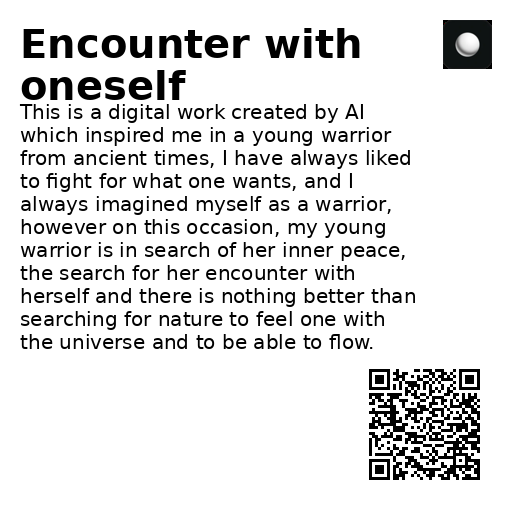 Encounter with
oneself
This is a digital work created by AI
which inspired me in a young warrior
from ancient times, I have always liked
to fight for what one wants, and I
always imagined myself as a warrior,
however on this occasion, my young
warrior is in search of her inner peace,
the search for her encounter with
herself and there is nothing better than
searching for nature to feel one with
the universe and to be able to flow.